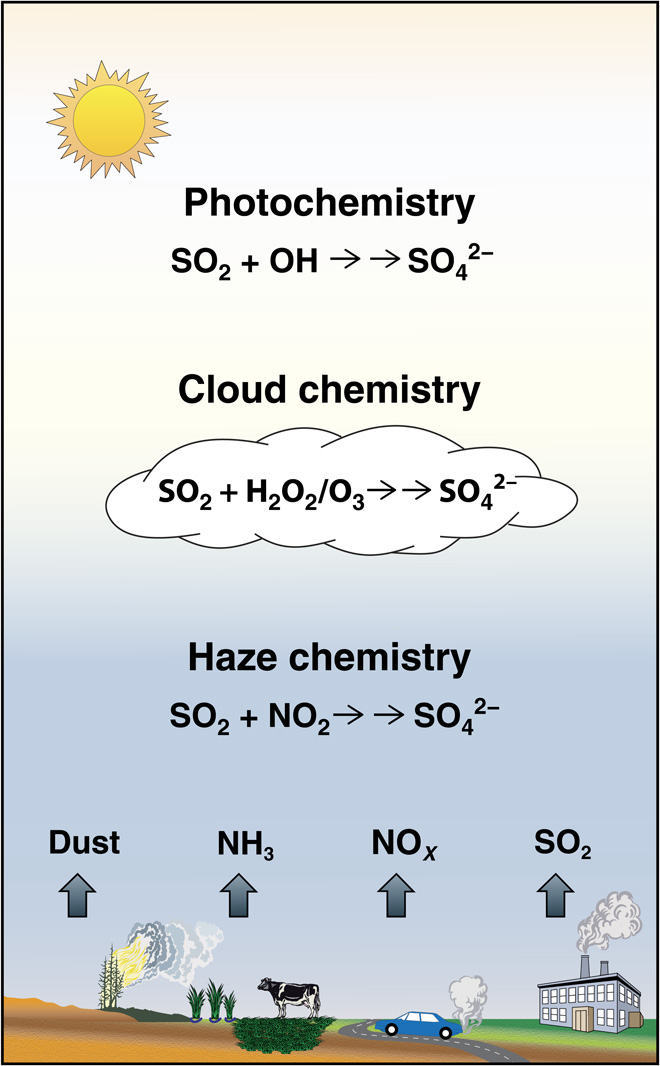 Photochemistry
SO₂ + OH → → SO₄²⁻
Cloud chemistry
SO₂ + H₂O₂/O₃→ → SO₄²⁻
Haze chemistry
SO₂ + NO₂→ → SO₄²⁻
Dust NH₃ NOₓ SO₂